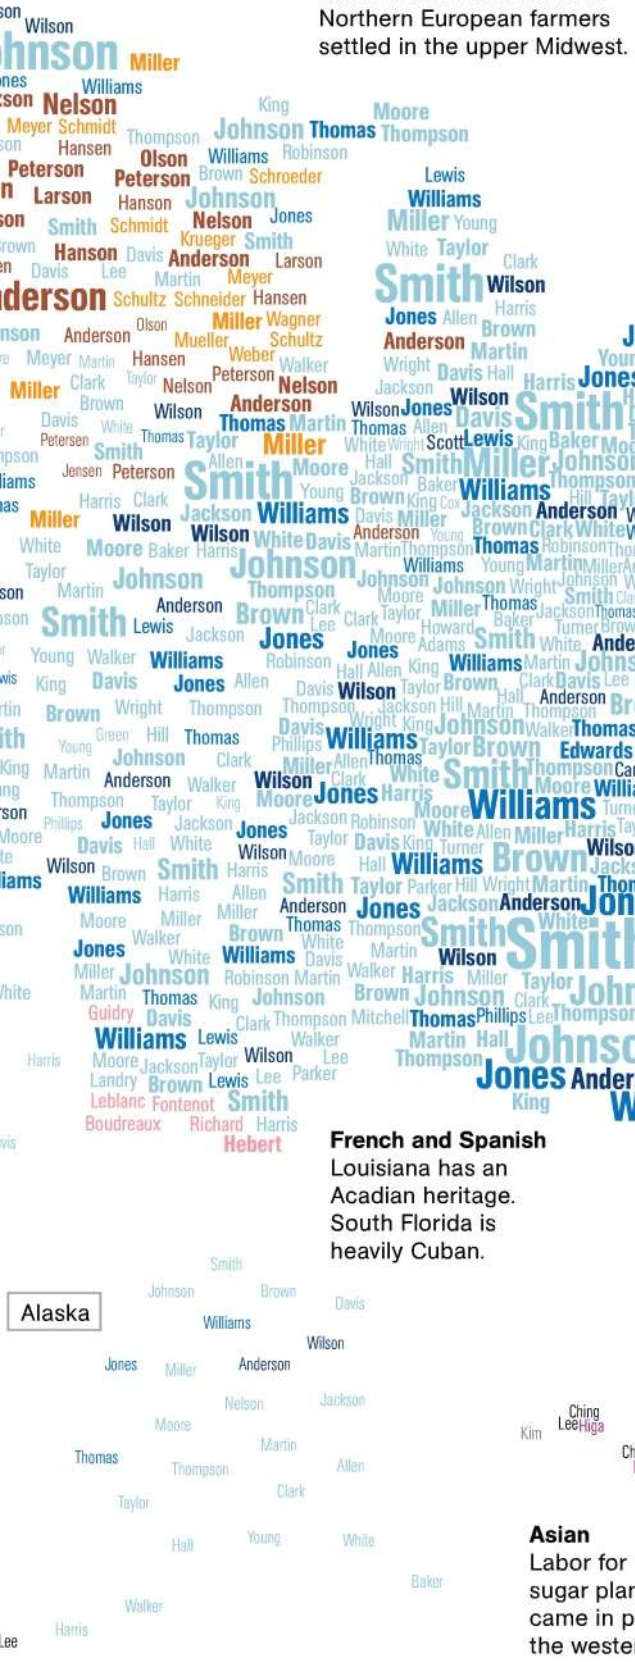 Northern European farmers
settled in the upper Midwest.
Wilson
Miller
Williams
Nelson
King
Moore
Meyer Schmidt
Thompson
Johnson Thomas Thompson
Hansen
Olson
Williams
Robinson
Peterson
Peterson
Brown Schroeder
Lewis
Larson
Hanson
Johnson
Williams
Smith
Schmidt
Nelson
Jones
Miller Young
Krueger Smith
Hanson Davis Anderson
Larson
White Taylor
Clark
Davis
Lee
Martin
Meyer
Smith Wilson
Schultz Schneider Hansen
Harris
Anderson
Olson
Miller Wagner
Jones Allen
Brown
Mueller
Schultz
Anderson
Meyer Martin Hansen
Weber
Walker
Martin
Miller Clark
Taylor
Nelson
Peterson
Nelson
Wright
Davis Hall
Harris Jones
Brown
Wilson
Anderson
Jackson
Wilson
Davis
White
Thomas Martin
Wilson Jones
Davis Smith
Petersen
Smith
Thomas Taylor
Miller
Thomas Allen
White Wright Scott Lewis King Baker
Jensen Peterson
Allen
Smith
Moore
Hall Smith Miller Johnson
Harris Clark
Young
Jackson Baker
Williams
Thompson
Miller
Wilson
Jackson Williams
Brown King Cox
Jackson
Hill
Anderson
Wilson White Davis
Davis Miller
Brown Clark White
White
Moore Baker Harris
Anderson
Young
Martin Thompson Thomas Robinson
Taylor
Johnson
Williams
Young Martin Miller
Martin
Johnson
Thompson
Johnson
Johnson Wright Johnson
Anderson
Moore
Smith
Smith Lewis
Brown
Clark
Taylor
Miller Thomas
Jackson Thomas
Jackson
Lee
Clark
Howard
Baker
Turner
Jones
Moore
Adams
Smith White
Young Walker Williams
Robinson
Jones
Williams Martin
King
Davis
Jones Allen
Hall Allen King
Clark Davis Lee
Davis Wilson Taylor Brown
Hall
Anderson
Brown
Wright
Thompson
Thompson
Jackson Hill Martin Thompson
Young
Green
Hill
Thomas
Davis
Wright King Johnson Walker Thomas
Johnson
Clark
Phillips Williams Taylor Brown
Edwards
King Martin
Miller Allen Thomas
White Smith Thompson
Anderson
Walker
Wilson
Clark
Moore
Thompson
Taylor
King
Moore Jones Harris
Moore Williams
Phillips
Jones
Jackson
Jones
Jackson Robinson
White Allen Miller Harris
Moore
Davis Hall White
Taylor Davis King Turner
Wilson
Wilson Moore
Wilson
Brown
Smith
Harris
Hall Williams Brown
Williams
Harris
Allen
Smith Taylor Parker Hill Wright Martin
Moore
Miller
Miller
Anderson Jones Jackson Anderson
Brown
Thomas Thompson Smith
White
Walker
White
Jones
White
Williams
Davis
Martin
Wilson
Miller Johnson
Robinson Martin
Walker Harris
Miller
Taylor
Martin
Thomas
King
Johnson
Brown Johnson Clark
Guidry
Davis
Clark Thompson Mitchell Thomas Phillips Lee Thompson
Williams Lewis
Walker
Martin Hall
Harris
Moore Jackson Taylor Wilson
Lee
Thompson
Landry
Brown Lewis Lee
Parker
Jones
Leblanc Fontenot
Smith
King
Boudreaux
Richard
Harris
Hebert
French and Spanish
Louisiana has an
Acadian heritage.
South Florida is
heavily Cuban.
Smith
Johnson
Brown
Davis
Alaska
Williams
Wilson
Jones
Miller
Anderson
Nelson
Jackson
Ching
Moore
Kim
Lee Higa
Martin
Thomas
Thompson
Allen
Clark
Taylor
Hall
Young
White
Asian
Labor for
Baker
Walker
came in
Harris
Lee
the